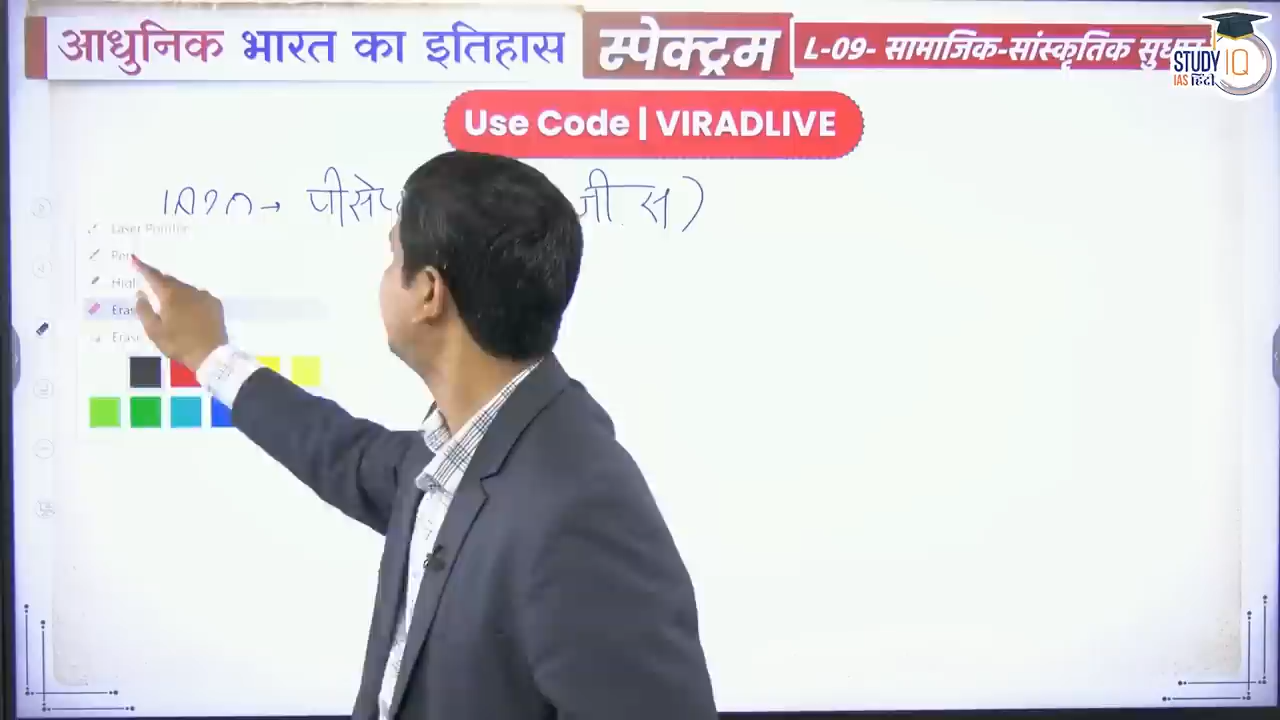 आधुनिक भारत का इतिहास स्पेक्ट्रम L-09- सामाजिक-सांस्कृतिक
STUDY IQ
IAS हिंदी
Use Code | VIRADLIVE
जी स)
Laser Pointer